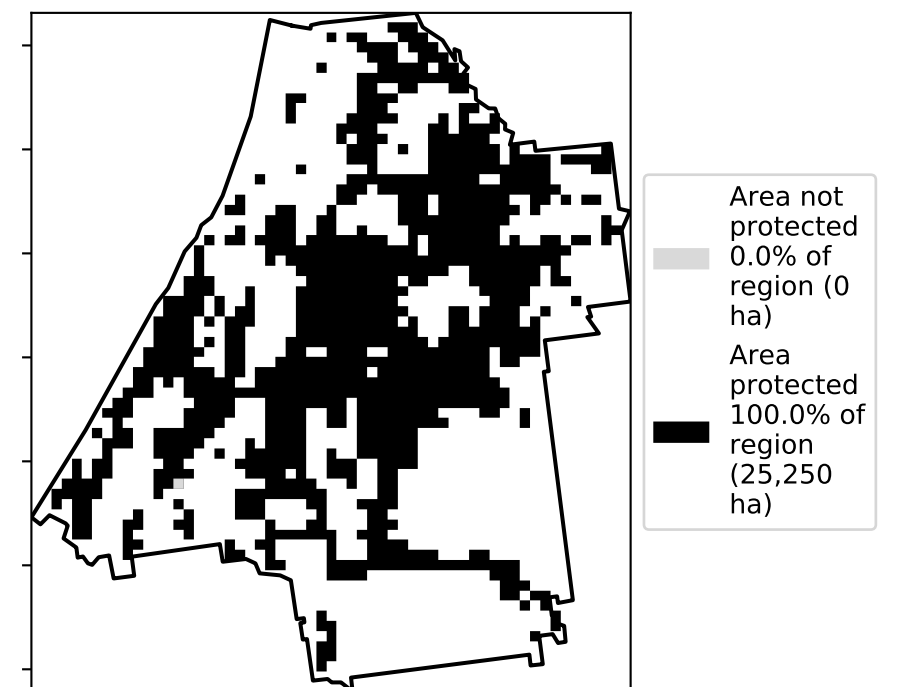 Area not
protected
0.0% of
region (0
ha)
Area
protected
100.0% of
region
(25,250
ha)